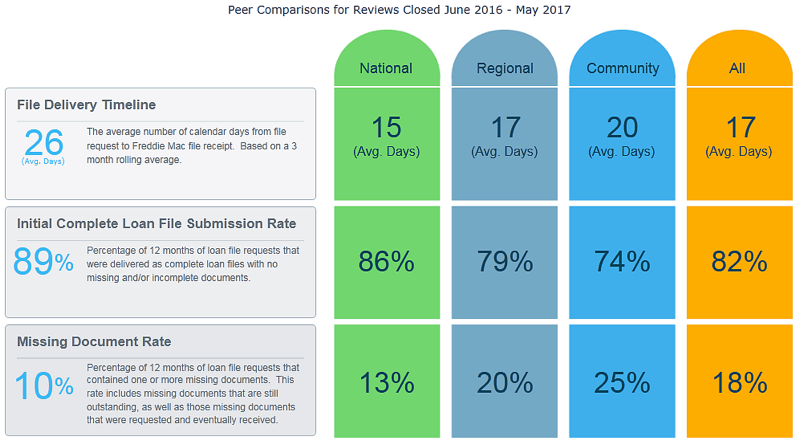 Peer Comparisons for Reviews Closed June 2016 - May 2017
National
Regional
Community
All
File Delivery Timeline
26
(Avg. Days)
The average number of calendar days from file
request to Freddie Mac file receipt. Based on a 3
month rolling average.
15
(Avg. Days)
17
(Avg. Days)
20
(Avg. Days)
17
(Avg. Days)
Initial Complete Loan File Submission Rate
89%
Percentage of 12 months of loan file requests that
were delivered as complete loan files with no
missing and/or incomplete documents.
86%
79%
74%
82%
Missing Document Rate
10%
Percentage of 12 months of loan file requests that
contained one or more missing documents. This
rate includes missing documents that are still
outstanding, as well as those missing documents
that were requested and eventually received.
13%
20%
25%
18%